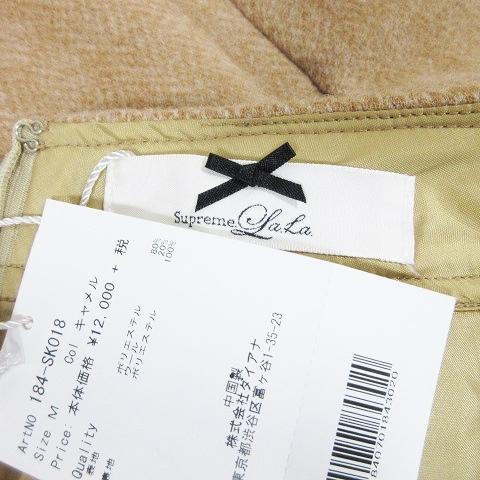 Supreme.La.La.
ArtNO 184-SK018
Size M Col キャメル
Price: 本体価格 ¥12,000 + 税
Quality
表地 ポリエステル 80%
ウール 20%
裏地 ポリエステル 100%
中国製
株式会社ダイアナ
東京都渋谷区富ヶ谷1-35-23
840701843020